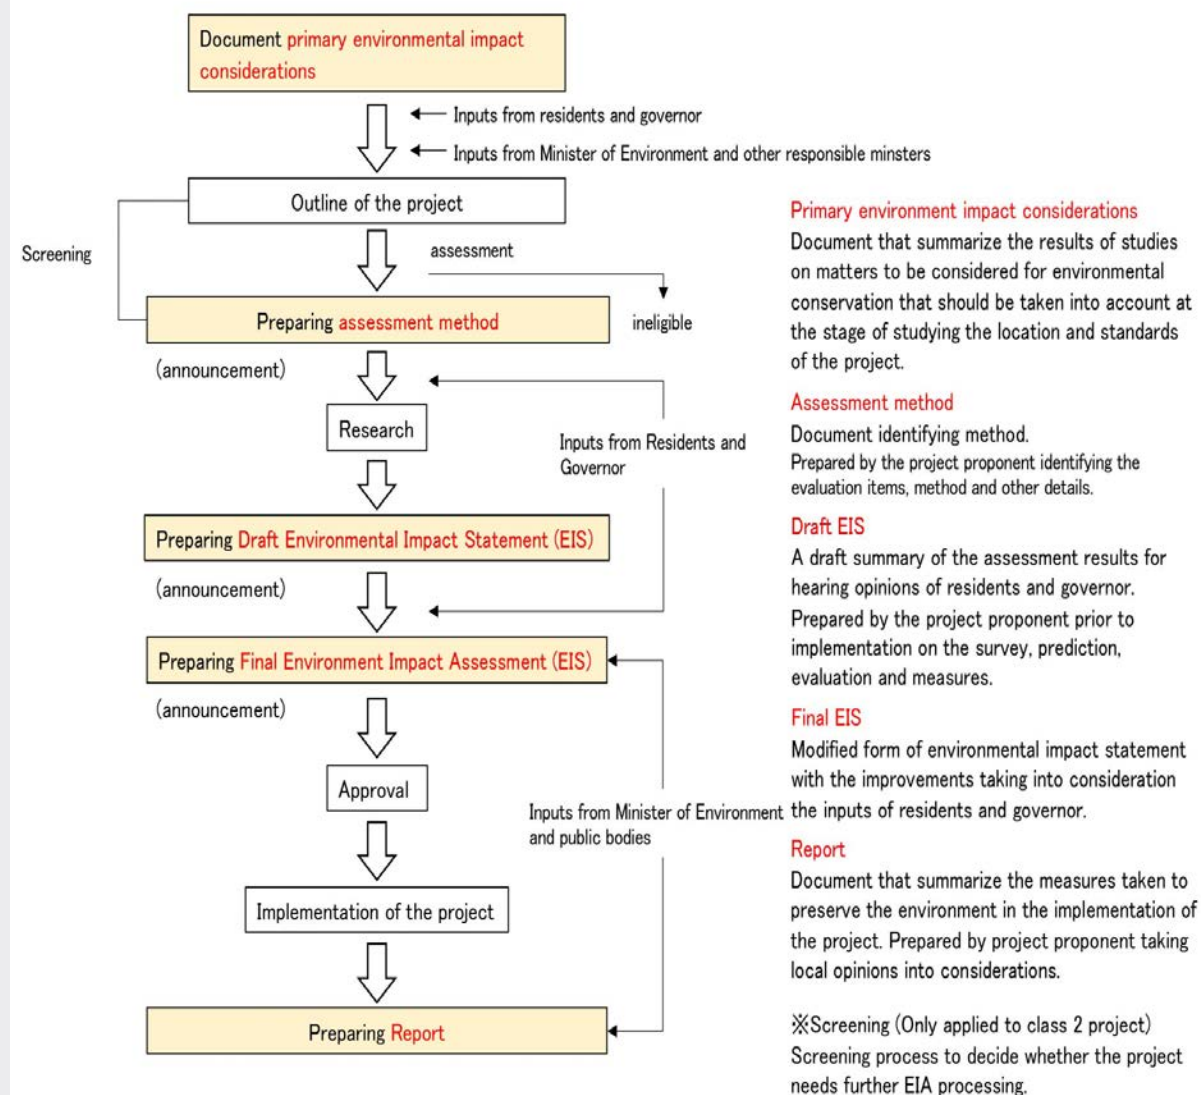 Document primary environmental impact
considerations
Inputs from residents and governor
Inputs from Minister of Environment and other responsible minsters
Outline of the project
Screening
assessment
Preparing assessment method
ineligible
(announcement)
Research
Inputs from Residents and
Governor
Preparing Draft Environmental Impact Statement (EIS)
(announcement)
Preparing Final Environment Impact Assessment (EIS)
(announcement)
Approval
Inputs from Minister of Environment
and public bodies
Implementation of the project
Preparing Report
Primary environment impact considerations
Document that summarize the results of studies
on matters to be considered for environmental
conservation that should be taken into account at
the stage of studying the location and standards
of the project.
Assessment method
Document identifying method.
Prepared by the project proponent identifying the
evaluation items, method and other details.
Draft EIS
A draft summary of the assessment results for
hearing opinions of residents and governor.
Prepared by the project proponent prior to
implementation on the survey, prediction,
evaluation and measures.
Final EIS
Modified form of environmental impact statement
with the improvements taking into consideration
the inputs of residents and governor.
Report
Document that summarize the measures taken to
preserve the environment in the implementation of
the project. Prepared by project proponent taking
local opinions into considerations.
※Screening (Only applied to class 2 project)
Screening process to decide whether the project
needs further EIA processing.